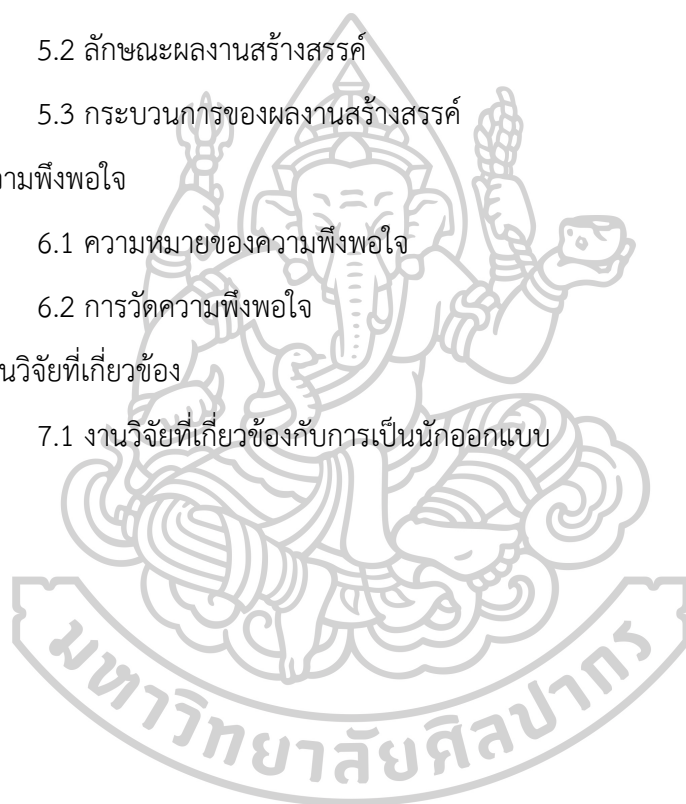 5.2 ลักษณะผลงานสร้างสรรค์
5.3 กระบวนการของผลงานสร้างสรรค์
วามพึงพอใจ
6.1 ความหมายของความพึงพอใจ
6.2 การวัดความพึงพอใจ
นวิจัยที่เกี่ยวข้อง
7.1 งานวิจัยที่เกี่ยวข้องกับการเป็นนักออกแบบ
มหาวิทยาลัยศิลปากร